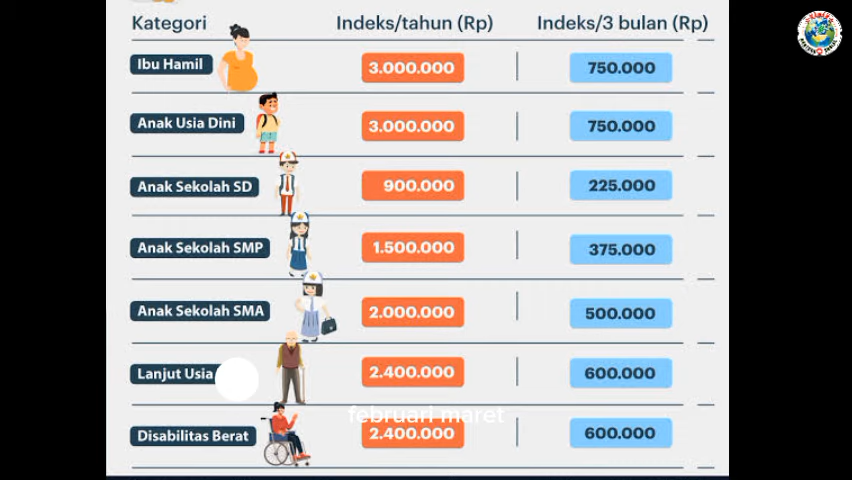 Kategori Indeks/tahun (Rp) Indeks/3 bulan (Rp)
Ibu Hamil 3.000.000 750.000
Anak Usia Dini 3.000.000 750.000
Anak Sekolah SD 900.000 225.000
Anak Sekolah SMP 1.500.000 375.000
Anak Sekolah SMA 2.000.000 500.000
Lanjut Usia 2.400.000 600.000
februari maret
Disabilitas Berat 2.400.000 600.000